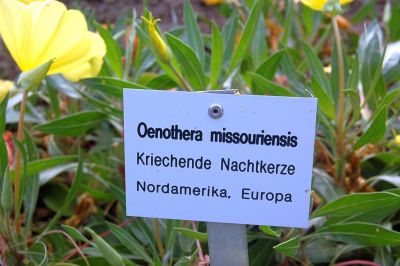 Oenothera missouriensis
Kriechende Nachtkerze
Nordamerika, Europa